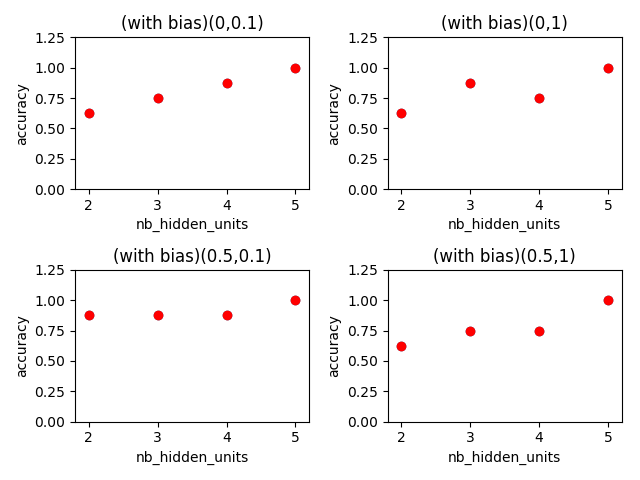 (with bias)(0,0.1)
1.25
1.00
0.75
0.50
0.25
0.00
accuracy
2 3 4 5
nb_hidden_units
(with bias)(0,1)
1.25
1.00
0.75
0.50
0.25
0.00
accuracy
2 3 4 5
nb_hidden_units
(with bias)(0.5,0.1)
1.25
1.00
0.75
0.50
0.25
0.00
accuracy
2 3 4 5
nb_hidden_units
(with bias)(0.5,1)
1.25
1.00
0.75
0.50
0.25
0.00
accuracy
2 3 4 5
nb_hidden_units